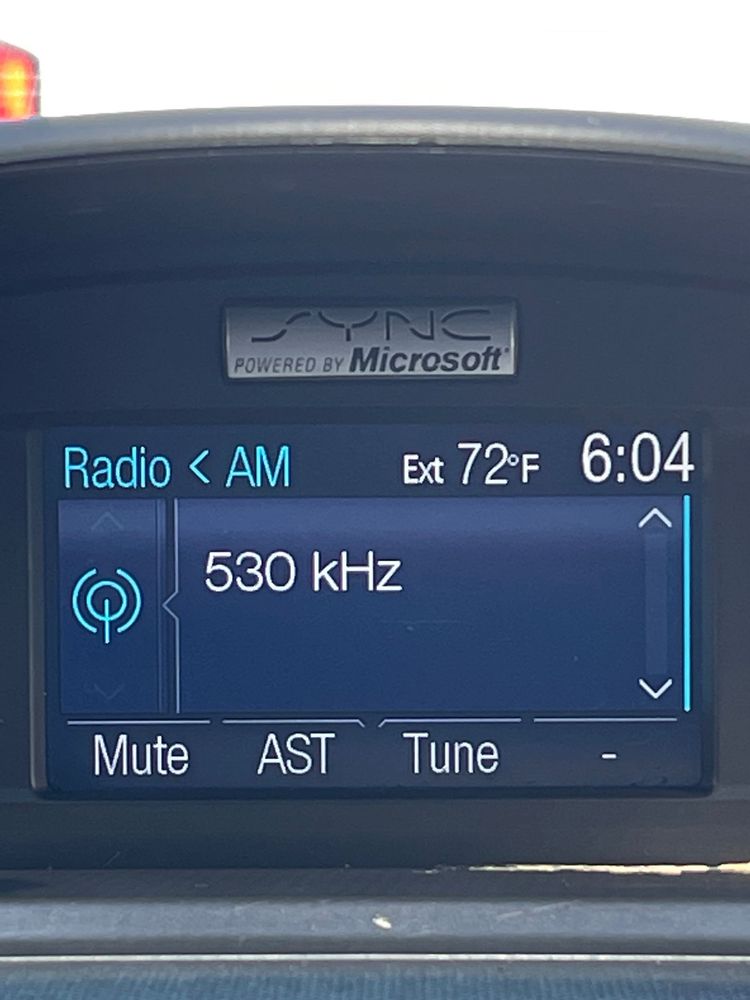 SYNC
POWERED BY Microsoft®
Radio < AM Ext 72°F 6:04
530 kHz
Mute AST Tune -